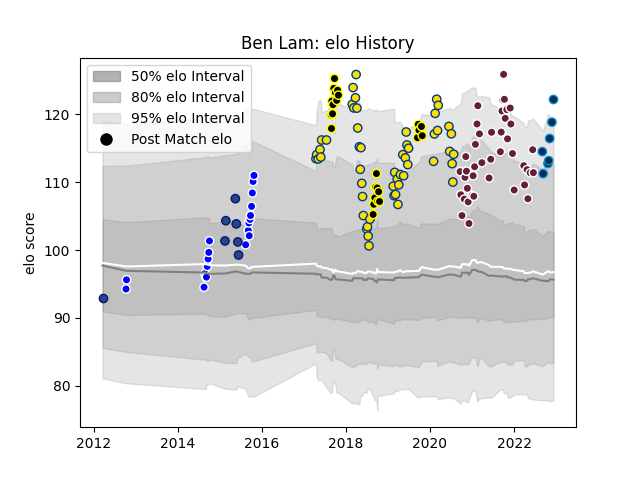 Ben Lam: elo History
50% elo Interval
80% elo Interval
95% elo Interval
Post Match elo
elo score
120
110
100
90
80
2012
2014
2016
2018
2020
2022